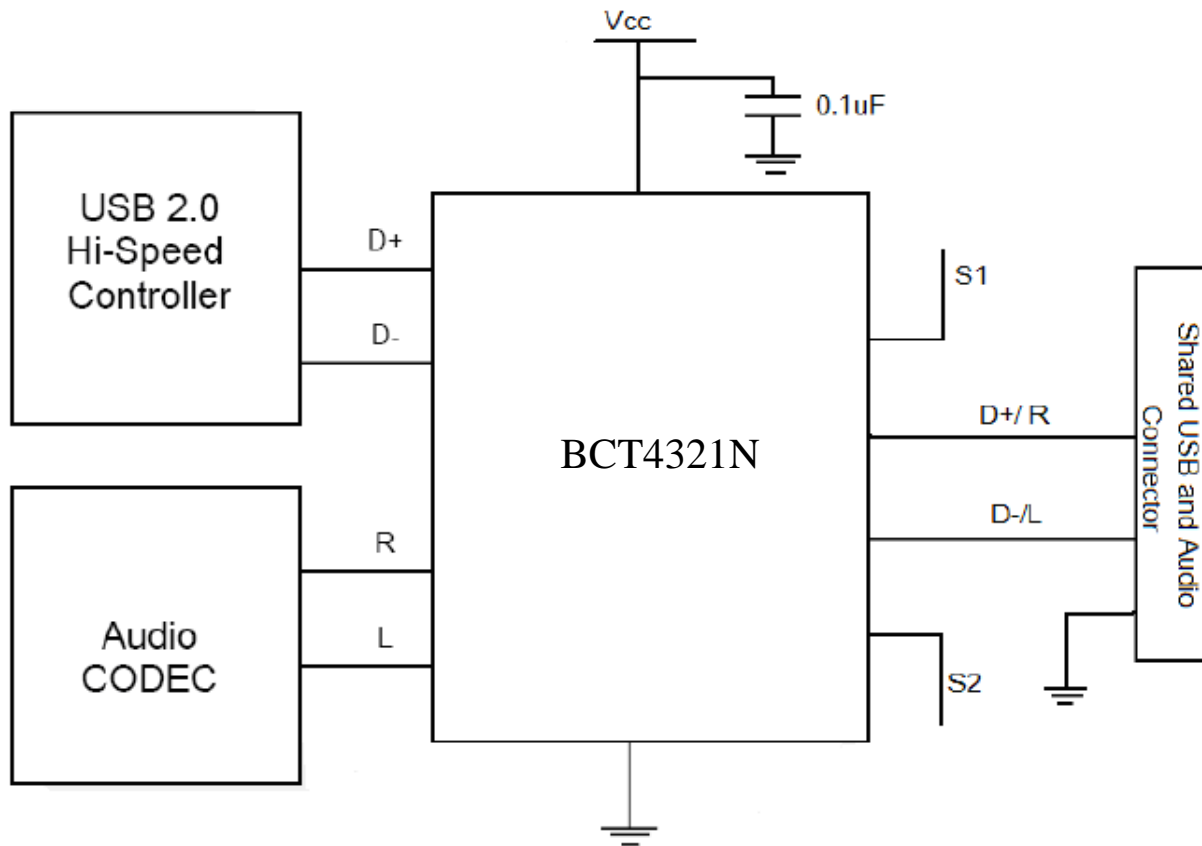 Vcc
0.1uF
USB 2.0
Hi-Speed
Controller
D+
D-
S1
BCT4321N
D+/ R
D-/L
Shared USB and Audio
Connector
R
L
Audio
CODEC
S2